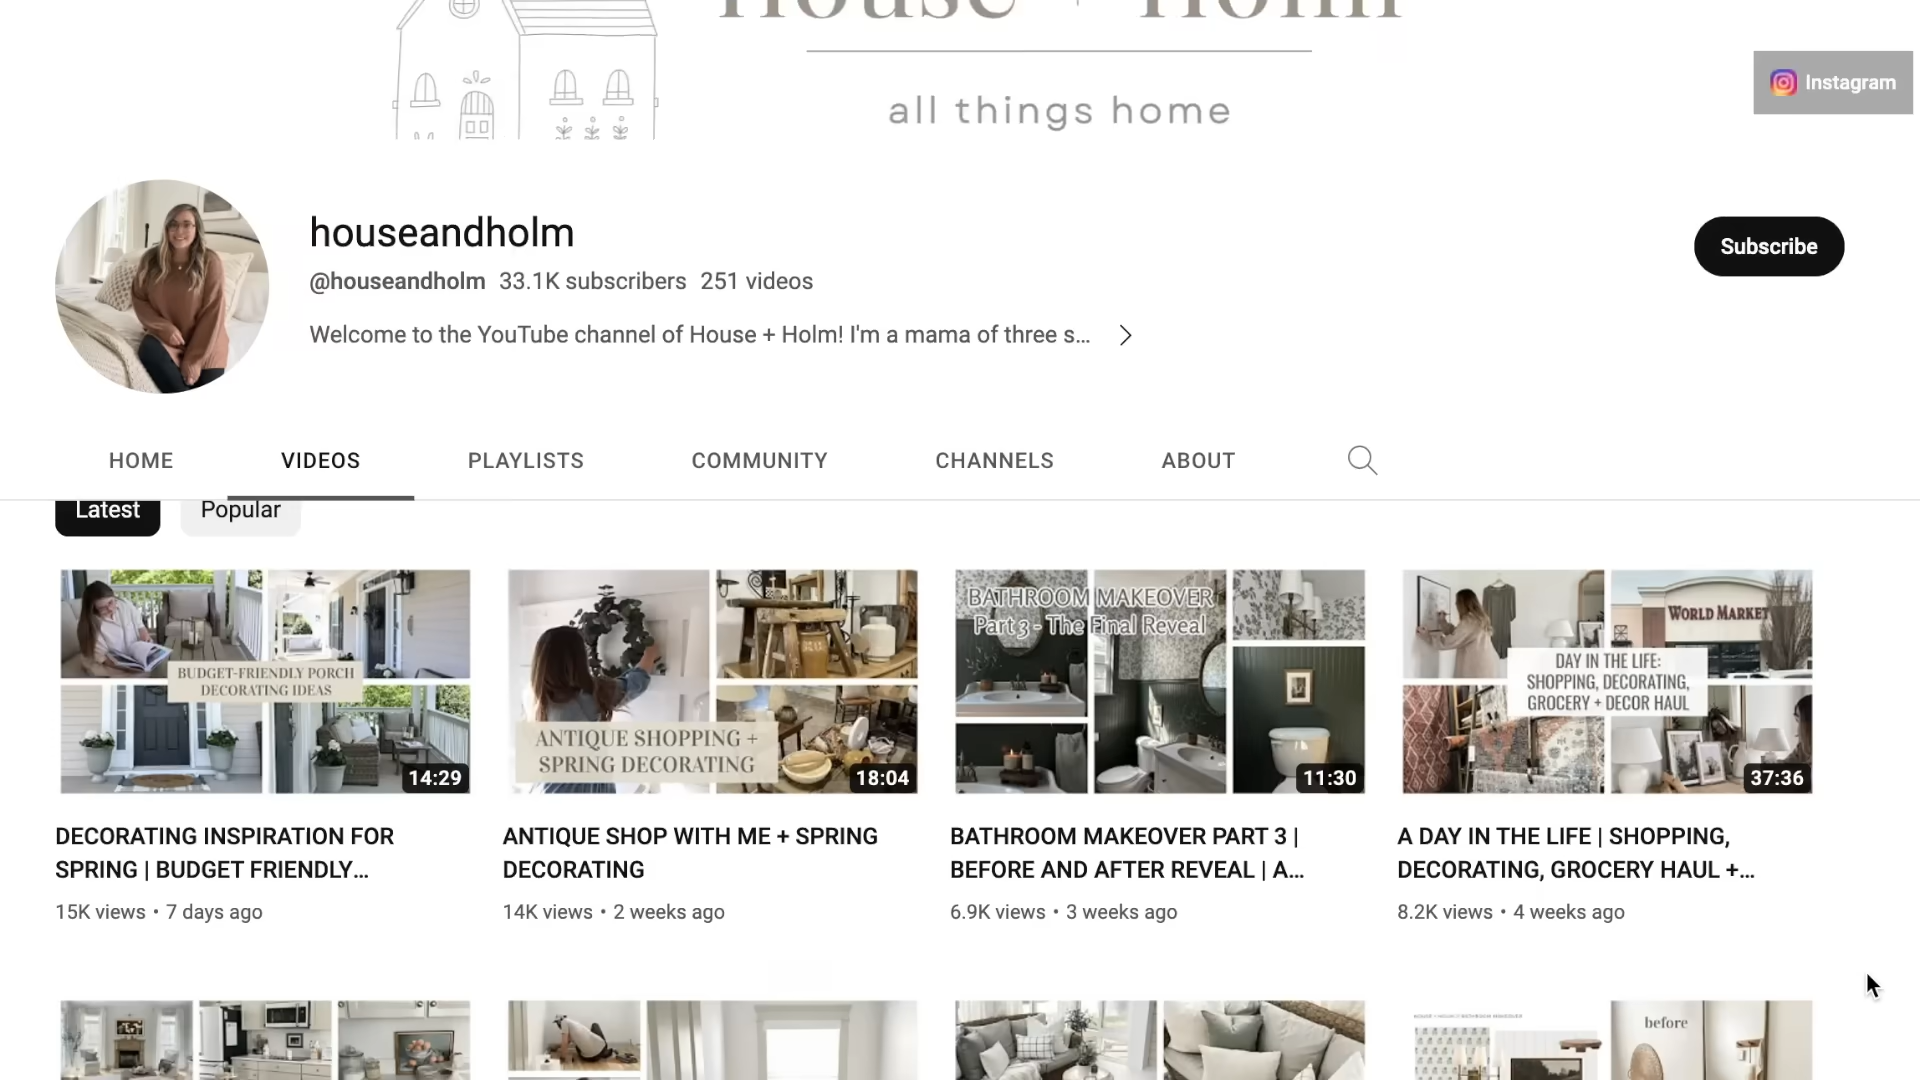 House + Holm
all things home
Instagram
houseandholm
Subscribe
@houseandholm 33.1K subscribers 251 videos
Welcome to the YouTube channel of House + Holm! I'm a mama of three s...
HOME VIDEOS PLAYLISTS COMMUNITY CHANNELS ABOUT
Latest Popular
BUDGET-FRIENDLY PORCH
DECORATING IDEAS
14:29
ANTIQUE SHOPPING +
SPRING DECORATING
18:04
BATHROOM MAKEOVER
Part 3 - The Final Reveal
11:30
WORLD MARKET
DAY IN THE LIFE:
SHOPPING, DECORATING,
GROCERY + DECOR HAUL
37:36
DECORATING INSPIRATION FOR
SPRING | BUDGET FRIENDLY...
15K views • 7 days ago
ANTIQUE SHOP WITH ME + SPRING
DECORATING
14K views • 2 weeks ago
BATHROOM MAKEOVER PART 3 |
BEFORE AND AFTER REVEAL | A...
6.9K views • 3 weeks ago
A DAY IN THE LIFE | SHOPPING,
DECORATING, GROCERY HAUL +...
8.2K views • 4 weeks ago
before